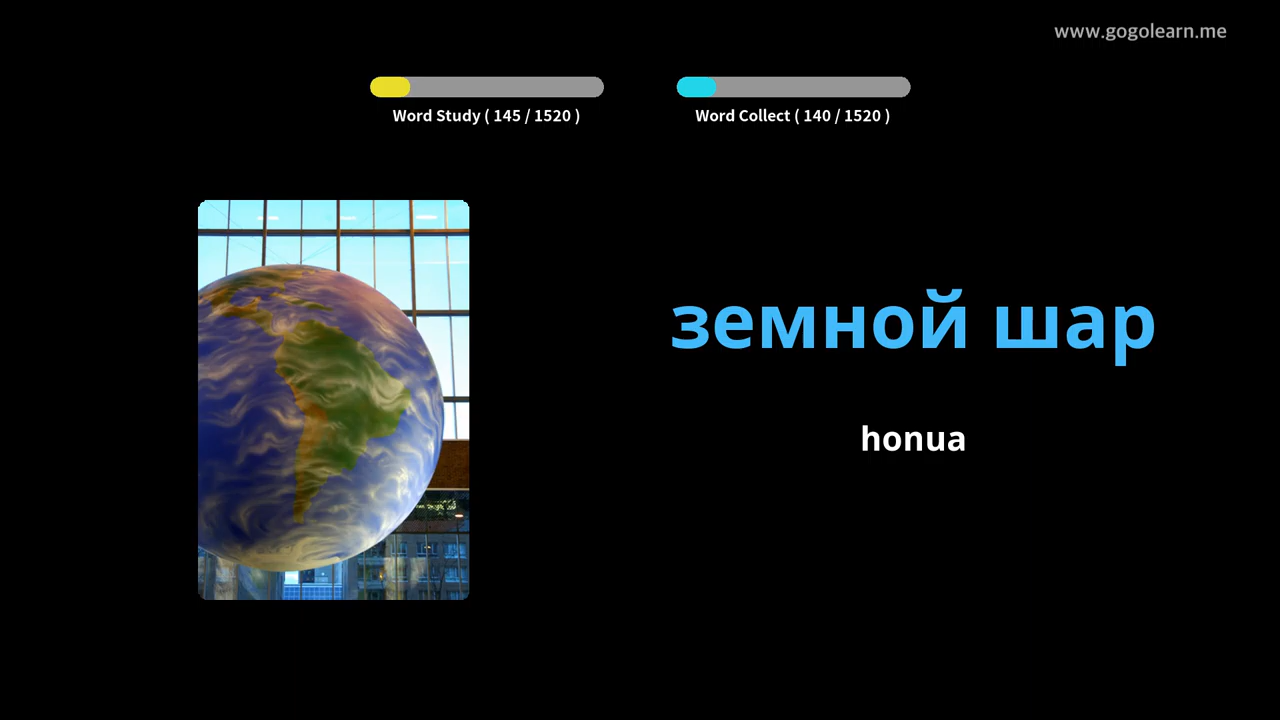 www.gogolearn.me
Word Study ( 145 / 1520 )
Word Collect ( 140 / 1520 )
земной шар
honua